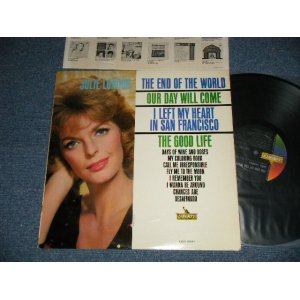 JULIE LONDON
THE END OF THE WORLD
OUR DAY WILL COME
I LEFT MY HEART
IN SAN FRANCISCO
THE GOOD LIFE
DAYS OF WINE AND ROSES
MY COLORING BOOK
CALL ME IRRESPONSIBLE
FLY ME TO THE MOON
I REMEMBER YOU
I WANNA BE AROUND
CHANCES ARE
DESAFINADO
LIBERTY
LIBERTY